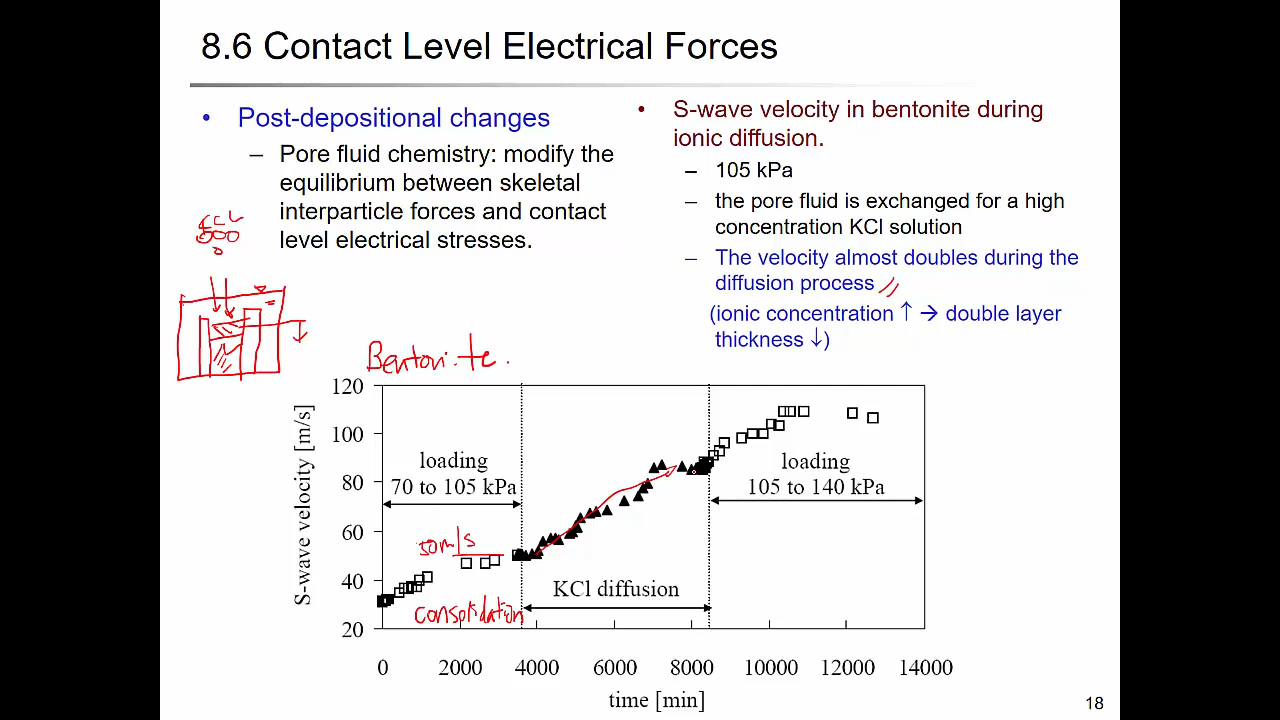 8.6 Contact Level Electrical Forces
• Post-depositional changes
– Pore fluid chemistry: modify the
equilibrium between skeletal
interparticle forces and contact
level electrical stresses.
• S-wave velocity in bentonite during
ionic diffusion.
– 105 kPa
– the pore fluid is exchanged for a high
concentration KCl solution
– The velocity almost doubles during the
diffusion process
(ionic concentration ↑ → double layer
thickness ↓)
Bentonite.
S-wave velocity [m/s]
120
100
80
60
40
20
loading
70 to 105 kPa
50m/s
consolidation
KCl diffusion
loading
105 to 140 kPa
0 2000 4000 6000 8000 10000 12000 14000
time [min]
18